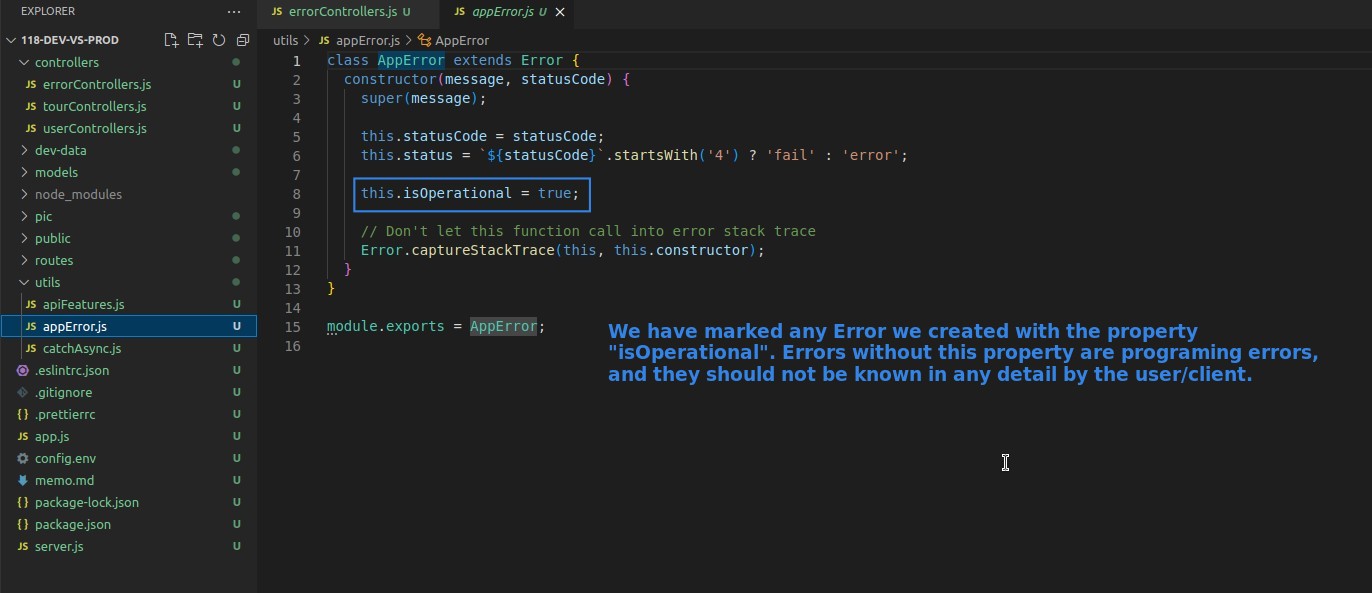 EXPLORER ···
118-DEV-VS-PROD
controllers
JS errorControllers.js U
JS tourControllers.js U
JS userControllers.js U
dev-data
models
node_modules
pic
public
routes
utils
JS apiFeatures.js U
JS appError.js U
JS catchAsync.js U
.eslintrc.json U
.gitignore U
{} .prettierrc U
JS app.js U
config.env U
memo.md U
{} package-lock.json U
{} package.json U
JS server.js U
JS errorControllers.js U JS appError.js U
utils > JS appError.js > AppError
1 class AppError extends Error {
2 constructor(message, statusCode) {
3 super(message);
4
5 this.statusCode = statusCode;
6 this.status = `${statusCode}`.startsWith('4') ? 'fail' : 'error';
7
8 this.isOperational = true;
9
10 // Don't let this function call into error stack trace
11 Error.captureStackTrace(this, this.constructor);
12 }
13 }
14
15 module.exports = AppError;
16
We have marked any Error we created with the property
"isOperational". Errors without this property are programing errors,
and they should not be known in any detail by the user/client.